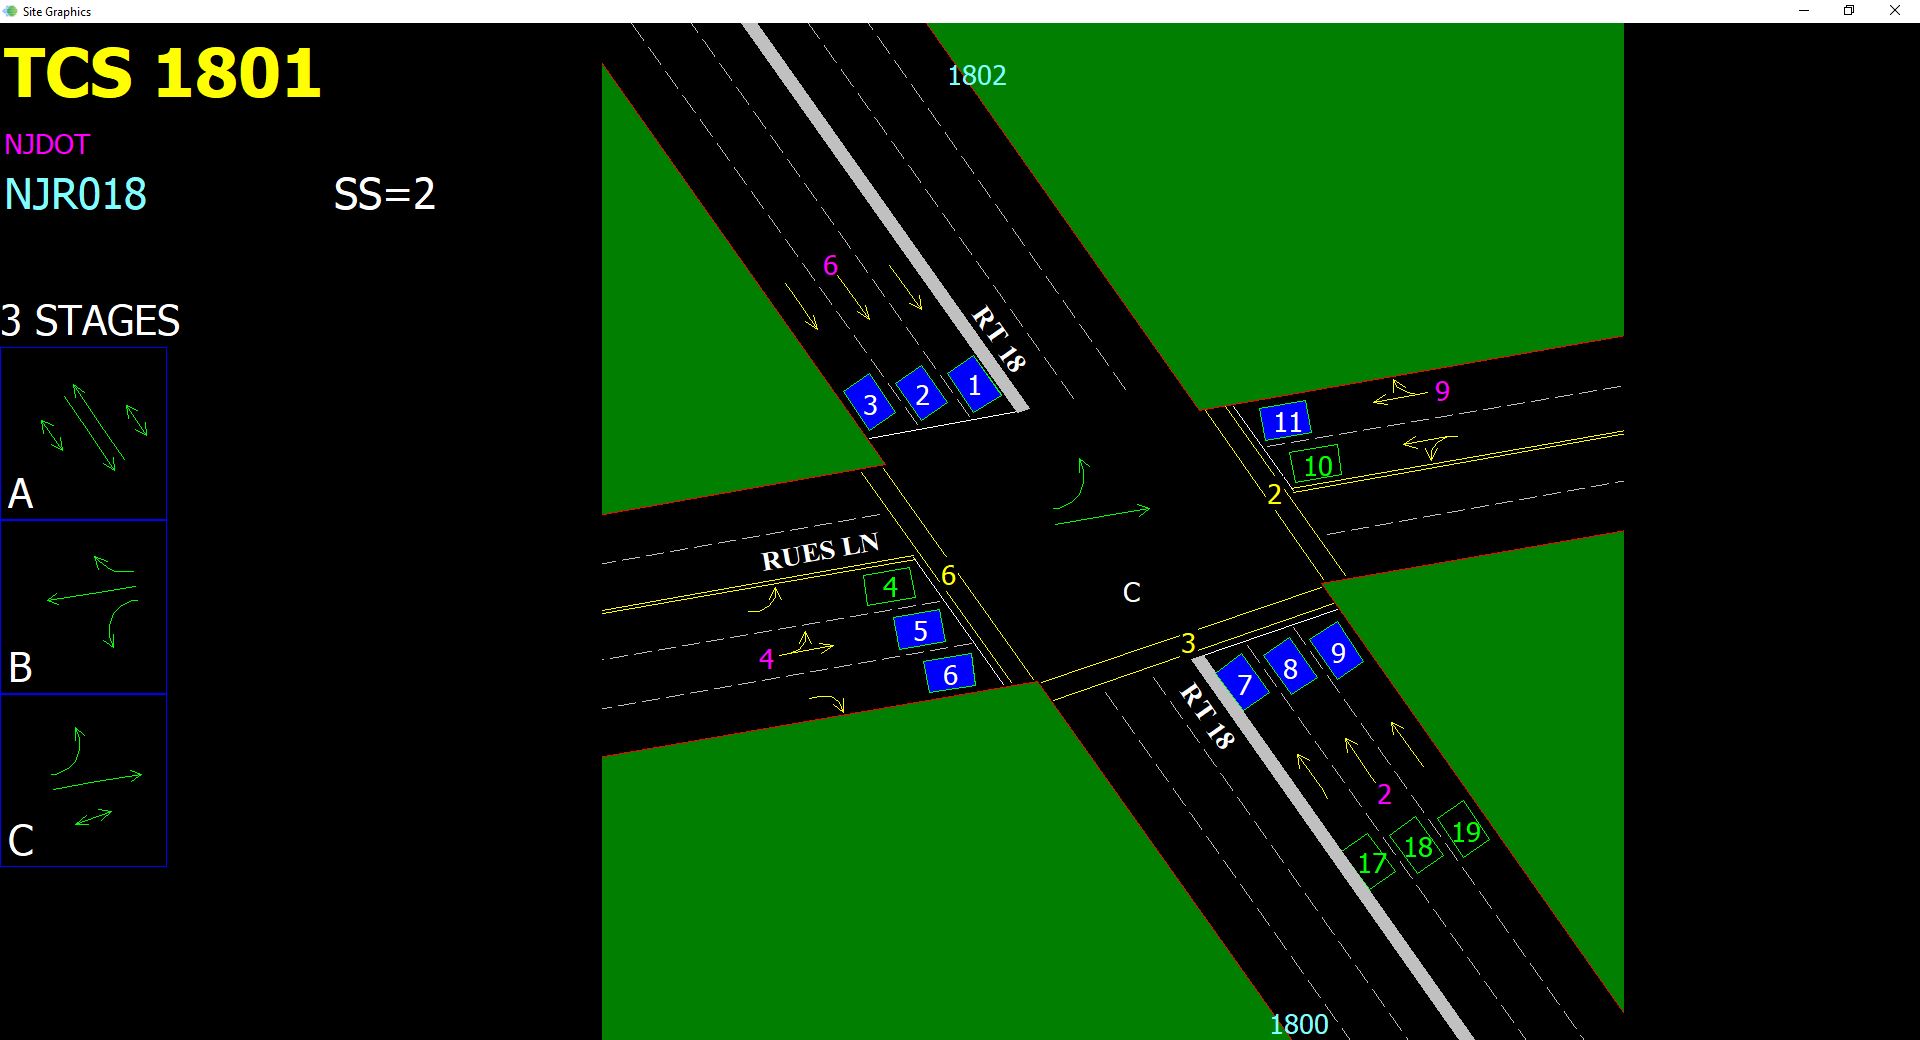 Site Graphics
TCS 1801
NJDOT
NJR018 SS=2
3 STAGES
A
B
C
1802
6
RT 18
3 2 1
9
11
10
2
RUES LN
4
6
5
4
6
C
3
7 8 9
RT 18
2
17 18 19
1800